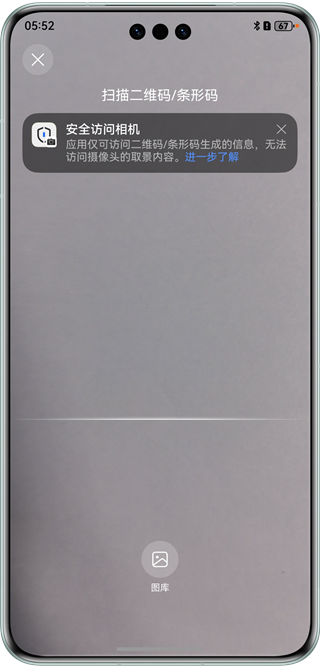 05:52
67
扫描二维码/条形码
安全访问相机
应用仅可访问二维码/条形码生成的信息，无法
访问摄像头的取景内容。进一步了解
图库